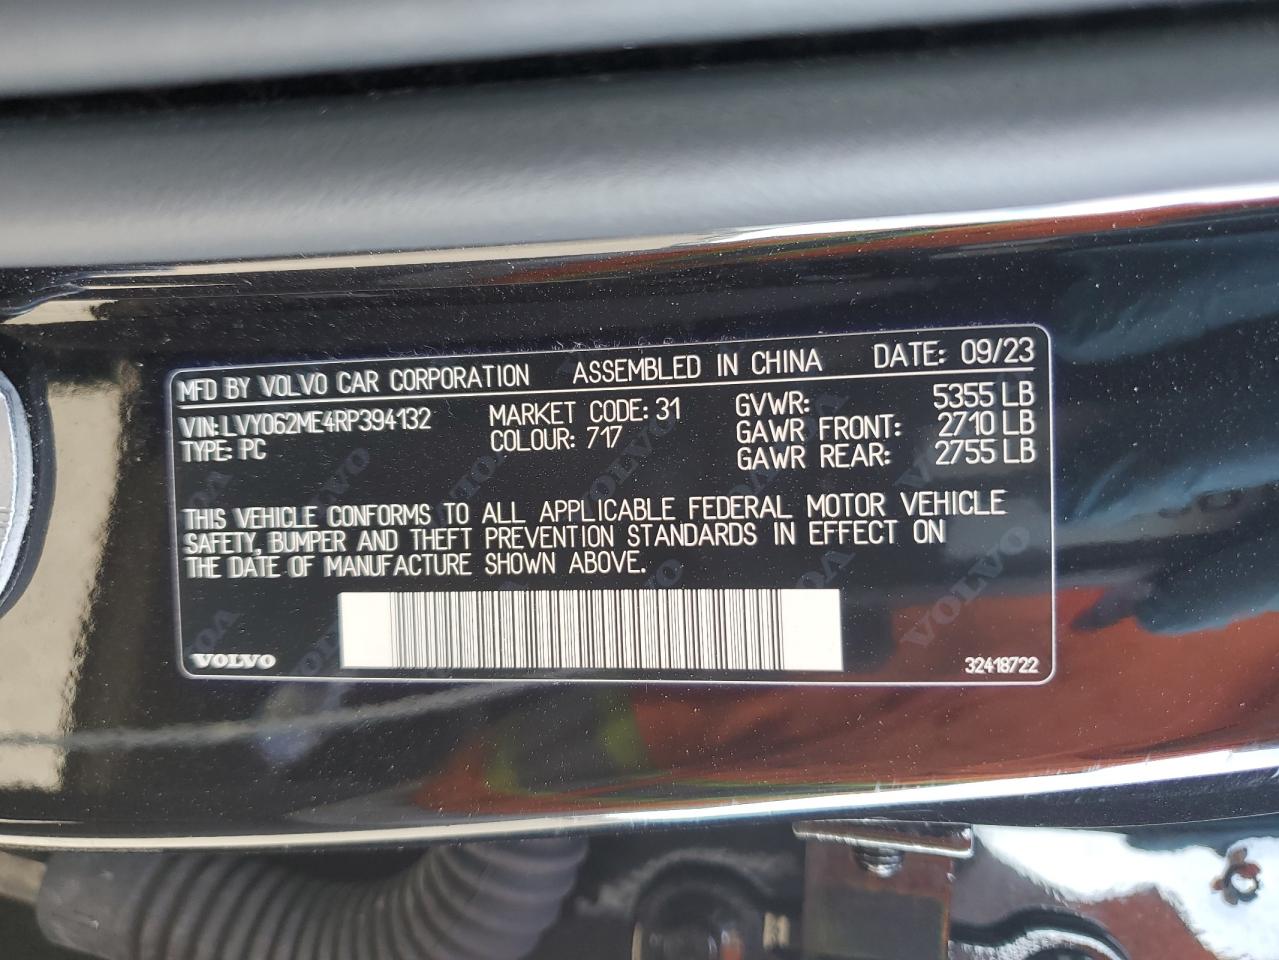 MFD BY VOLVO CAR CORPORATION ASSEMBLED IN CHINA DATE: 09/23
VIN:LVY062ME4RP394132 MARKET CODE: 31 GVWR: 5355 LB
TYPE: PC COLOUR: 717 GAWR FRONT: 2710 LB
GAWR REAR: 2755 LB
THIS VEHICLE CONFORMS TO ALL APPLICABLE FEDERAL MOTOR VEHICLE
SAFETY, BUMPER AND THEFT PREVENTION STANDARDS IN EFFECT ON
THE DATE OF MANUFACTURE SHOWN ABOVE.
VOLVO 32418722